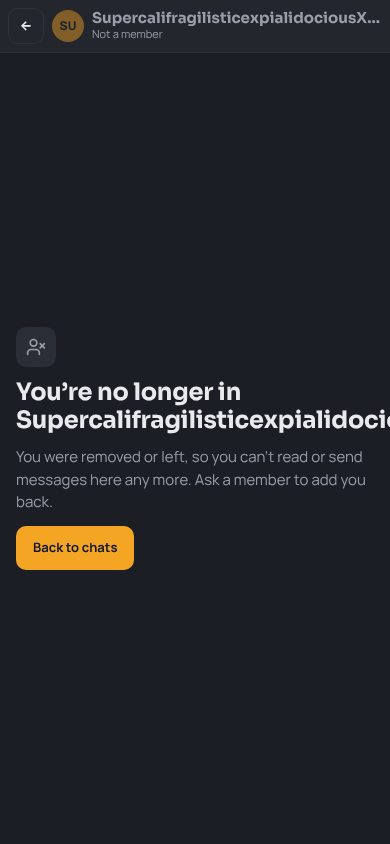 SU
SupercalifragilisticexpialidociousX...
Not a member
You’re no longer in
Supercalifragilisticexpialidoci
You were removed or left, so you can’t read or send
messages here any more. Ask a member to add you
back.
Back to chats